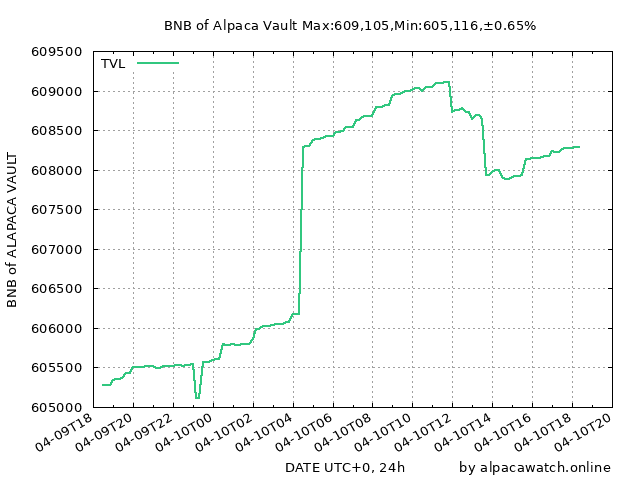 BNB of Alpaca Vault Max:609,105,Min:605,116,±0.65%
TVL
BNB of ALAPACA VAULT
609500
609000
608500
608000
607500
607000
606500
606000
605500
605000
04-09T18
04-09T20
04-09T22
04-10T00
04-10T02
04-10T04
04-10T06
04-10T08
04-10T10
04-10T12
04-10T14
04-10T16
04-10T18
04-10T20
DATE UTC+0, 24h
by alpacawatch.online